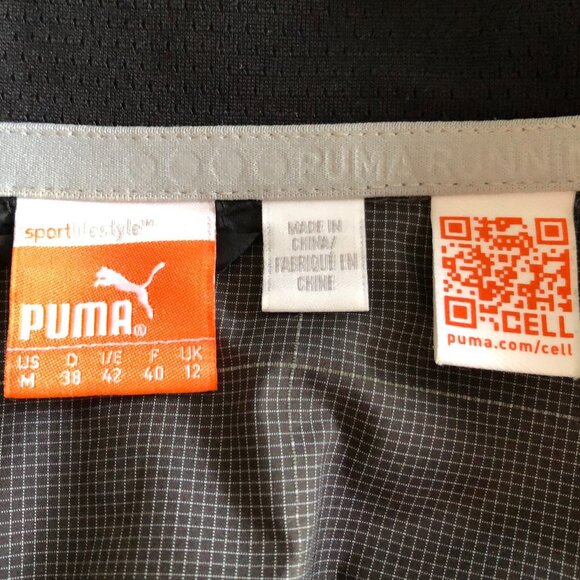 PUMA RUNNI
sportlifestyle™
PUMA®
US D I/E F UK
M 38 42 40 12
MADE IN
CHINA/
FABRIQUÉ EN
CHINE
CELL
puma.com/cell